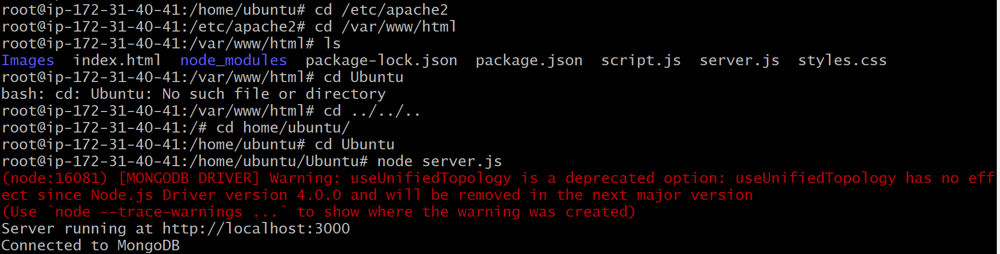 root@ip-172-31-40-41:/home/ubuntu# cd /etc/apache2
root@ip-172-31-40-41:/etc/apache2# cd /var/www/html
root@ip-172-31-40-41:/var/www/html# ls
Images  index.html  node_modules  package-lock.json  package.json  script.js  server.js  styles.css
root@ip-172-31-40-41:/var/www/html# cd Ubuntu
bash: cd: Ubuntu: No such file or directory
root@ip-172-31-40-41:/var/www/html# cd ../../..
root@ip-172-31-40-41:/# cd home/ubuntu/
root@ip-172-31-40-41:/home/ubuntu# cd Ubuntu
root@ip-172-31-40-41:/home/ubuntu/Ubuntu# node server.js
(node:16081) [MONGODB DRIVER] Warning: useUnifiedTopology is a deprecated option: useUnifiedTopology has no eff
ect since Node.js Driver version 4.0.0 and will be removed in the next major version
(Use `node --trace-warnings ...` to show where the warning was created)
Server running at http://localhost:3000
Connected to MongoDB